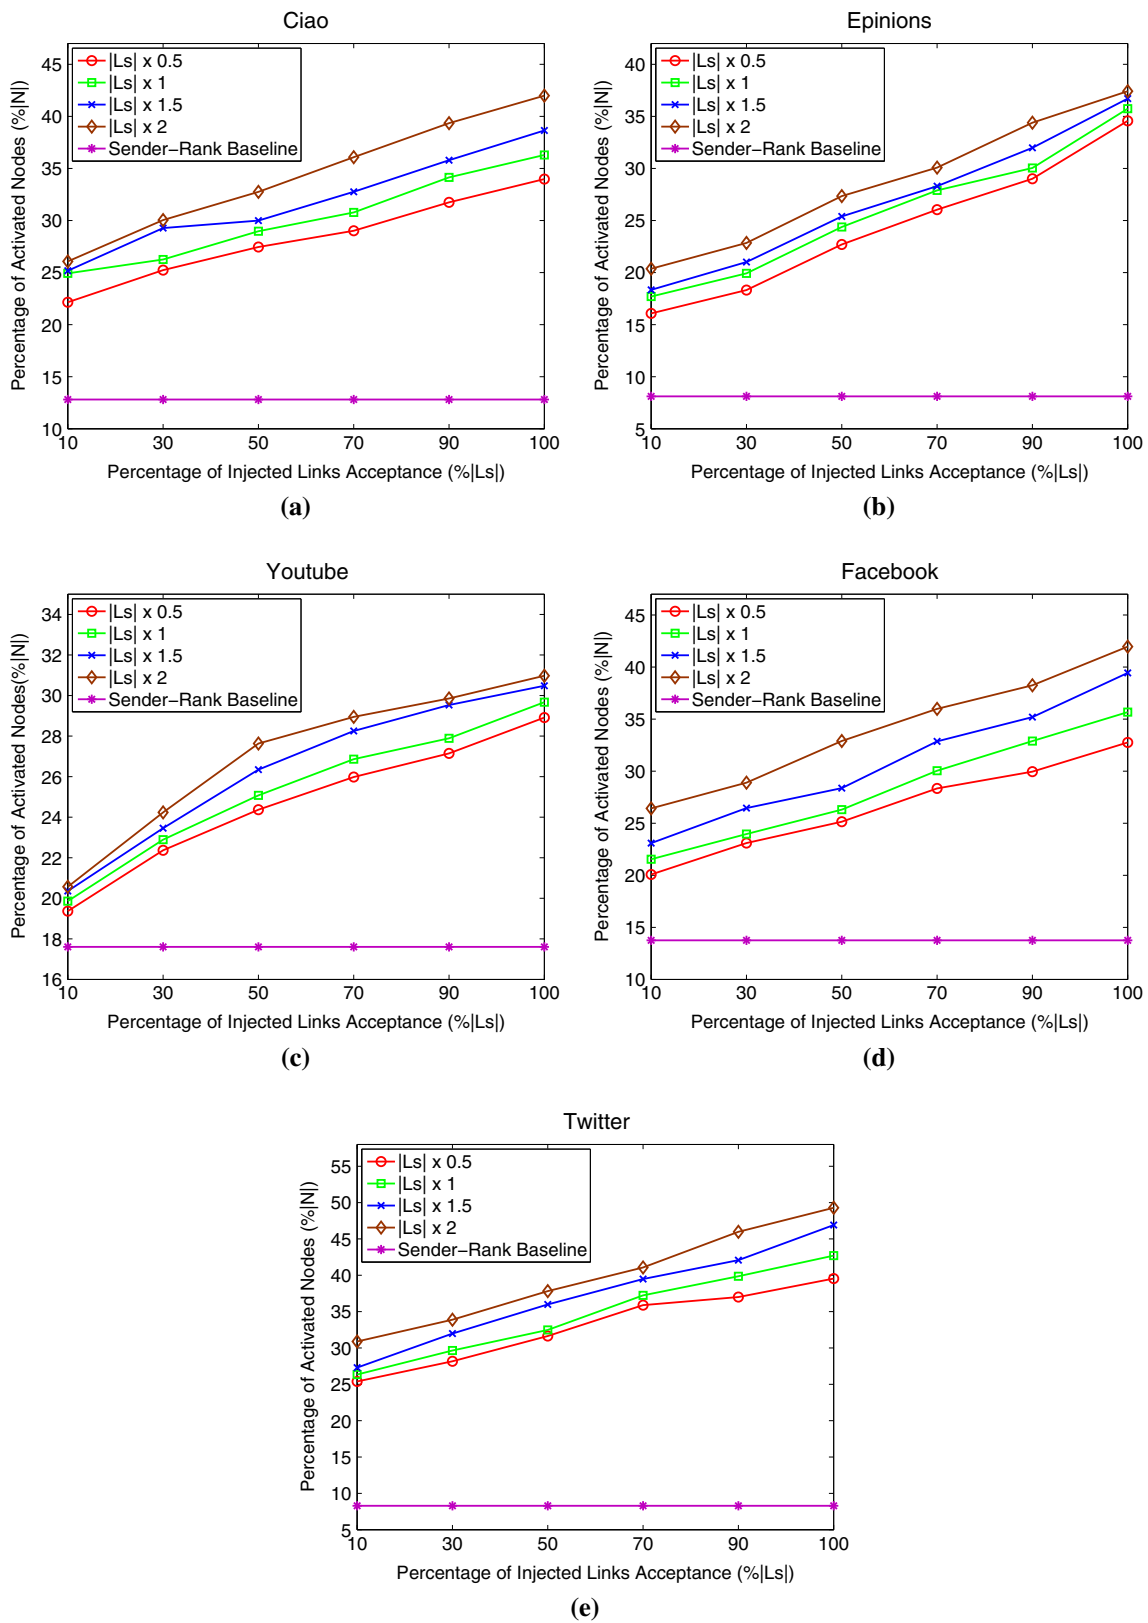 Ciao
45
40
35
30
25
20
15
10
10 30 50 70 90 100
|Ls| x 0.5
|Ls| x 1
|Ls| x 1.5
|Ls| x 2
Sender-Rank Baseline
Percentage of Activated Nodes (%|N|)
Percentage of Injected Links Acceptance (%|Ls|)
(a)
Epinions
40
35
30
25
20
15
10
5
10 30 50 70 90 100
|Ls| x 0.5
|Ls| x 1
|Ls| x 1.5
|Ls| x 2
Sender-Rank Baseline
Percentage of Activated Nodes (%|N|)
Percentage of Injected Links Acceptance (%|Ls|)
(b)
Youtube
34
32
30
28
26
24
22
20
18
16
10 30 50 70 90 100
|Ls| x 0.5
|Ls| x 1
|Ls| x 1.5
|Ls| x 2
Sender-Rank Baseline
Percentage of Activated Nodes(%|N|)
Percentage of Injected Links Acceptance (%|Ls|)
(c)
Facebook
45
40
35
30
25
20
15
10
10 30 50 70 90 100
|Ls| x 0.5
|Ls| x 1
|Ls| x 1.5
|Ls| x 2
Sender-Rank Baseline
Percentage of Activated Nodes (%|N|)
Percentage of Injected Links Acceptance (%|Ls|)
(d)
Twitter
55
50
45
40
35
30
25
20
15
10
5
10 30 50 70 90 100
|Ls| x 0.5
|Ls| x 1
|Ls| x 1.5
|Ls| x 2
Sender-Rank Baseline
Percentage of Activated Nodes (%|N|)
Percentage of Injected Links Acceptance (%|Ls|)
(e)